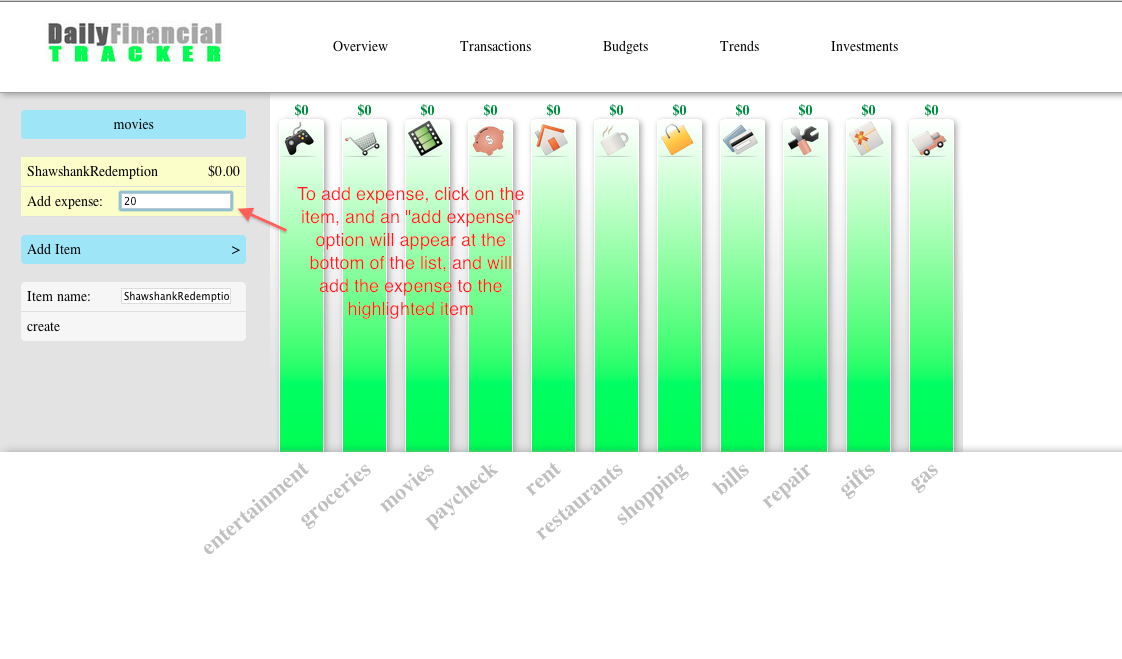 DailyFinancial
TRACKER
Overview Transactions Budgets Trends Investments
movies
ShawshankRedemption $0.00
Add expense: 20
Add Item >
Item name: ShawshankRedemptio
create
$0 $0 $0 $0 $0 $0 $0 $0 $0 $0 $0
$
To add expense, click on the
item, and an "add expense"
option will appear at the
bottom of the list, and will
add the expense to the
highlighted item
entertainment
groceries
movies
paycheck
rent
restaurants
shopping
bills
repair
gifts
gas